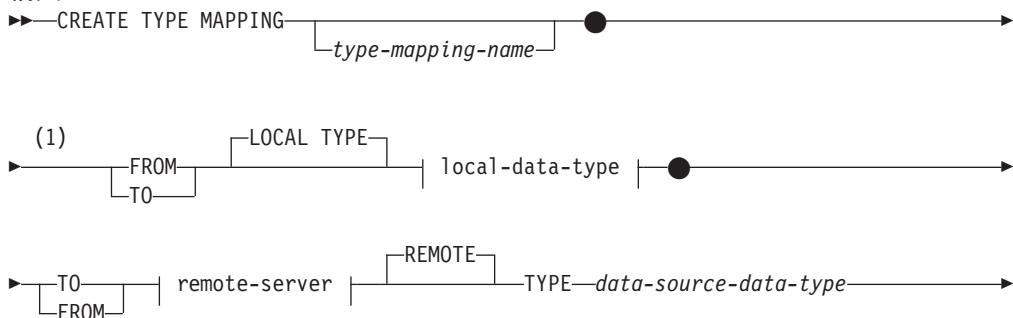 CREATE TYPE MAPPING
type-mapping-name
(1)
LOCAL TYPE
FROM local-data-type
TO
REMOTE
TO remote-server TYPE data-source-data-type
FROM